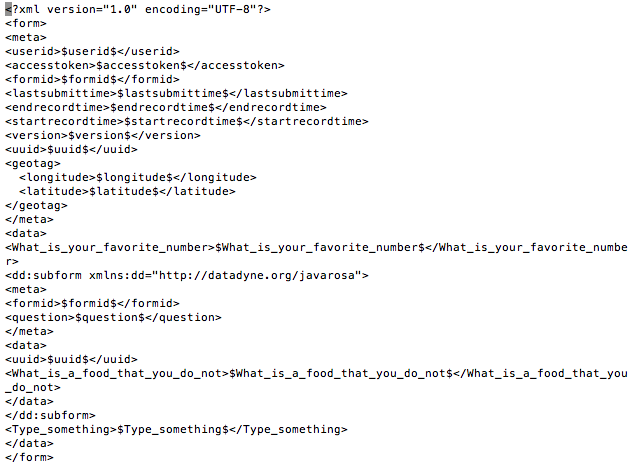 <?xml version="1.0" encoding="UTF-8"?>
<form>
<meta>
<userid>$userid$</userid>
<accesstoken>$accesstoken$</accesstoken>
<formid>$formid$</formid>
<lastsubmittime>$lastsubmittime$</lastsubmittime>
<endrecordtime>$endrecordtime$</endrecordtime>
<startrecordtime>$startrecordtime$</startrecordtime>
<version>$version$</version>
<uuid>$uuid$</uuid>
<geotag>
  <longitude>$longitude$</longitude>
  <latitude>$latitude$</latitude>
</geotag>
</meta>
<data>
<What_is_your_favorite_number>$What_is_your_favorite_number$</What_is_your_favorite_numbe
r>
<dd:subform xmlns:dd="http://datadyne.org/javarosa">
<meta>
<formid>$formid$</formid>
<question>$question$</question>
</meta>
<data>
<uuid>$uuid$</uuid>
<What_is_a_food_that_you_do_not>$What_is_a_food_that_you_do_not$</What_is_a_food_that_you
_do_not>
</data>
</dd:subform>
<Type_something>$Type_something$</Type_something>
</data>
</form>